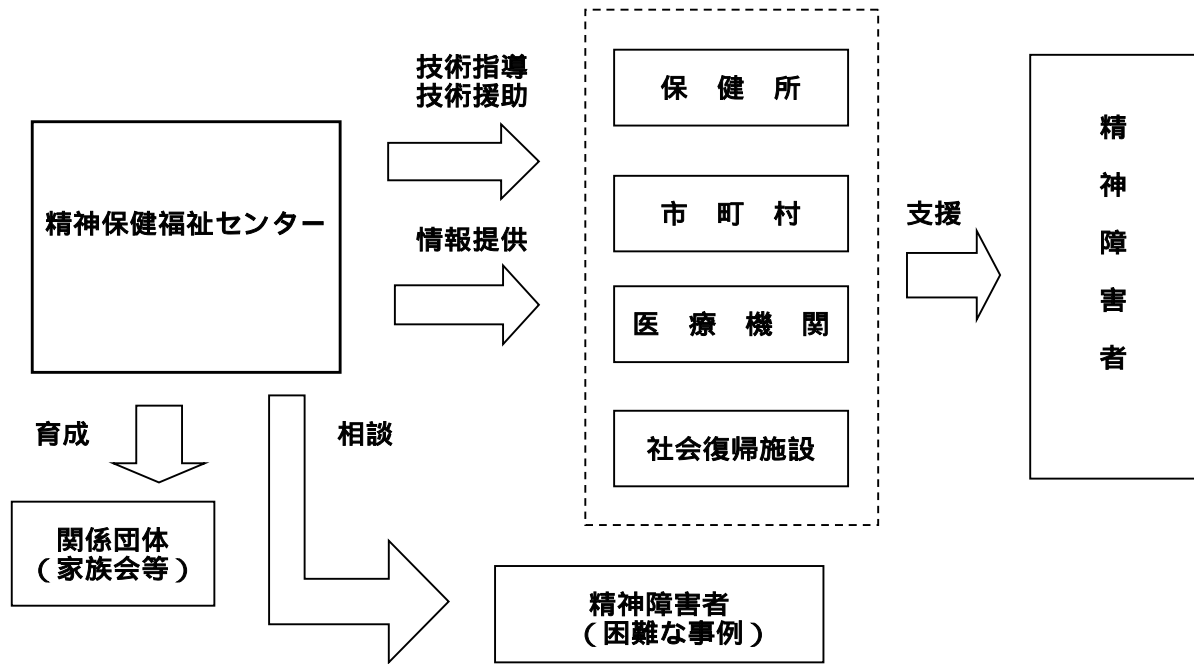 技術指導
技術援助
保　健　所
精神保健福祉センター
市　町　村
情報提供
支援
医　療　機　関
社会復帰施設
精神障害者
育成
相談
関係団体
（家族会等）
精神障害者
（困難な事例）